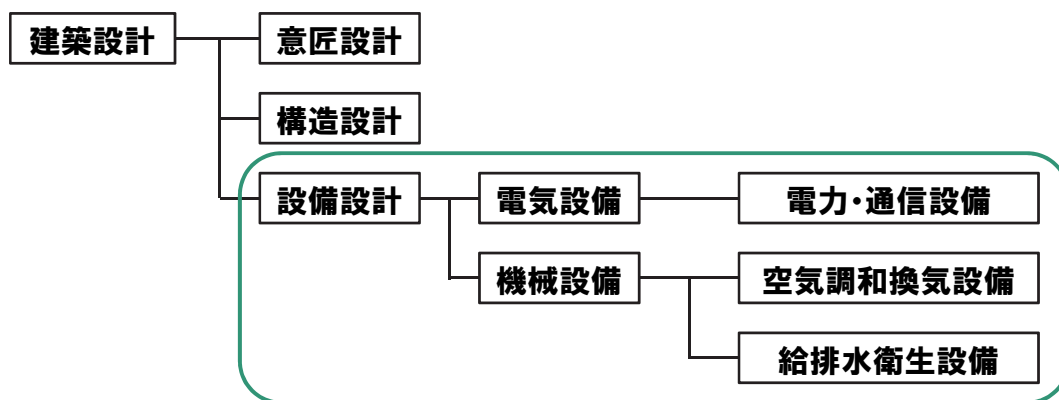 建築設計
意匠設計
構造設計
設備設計
電気設備
電力・通信設備
機械設備
空気調和換気設備
給排水衛生設備